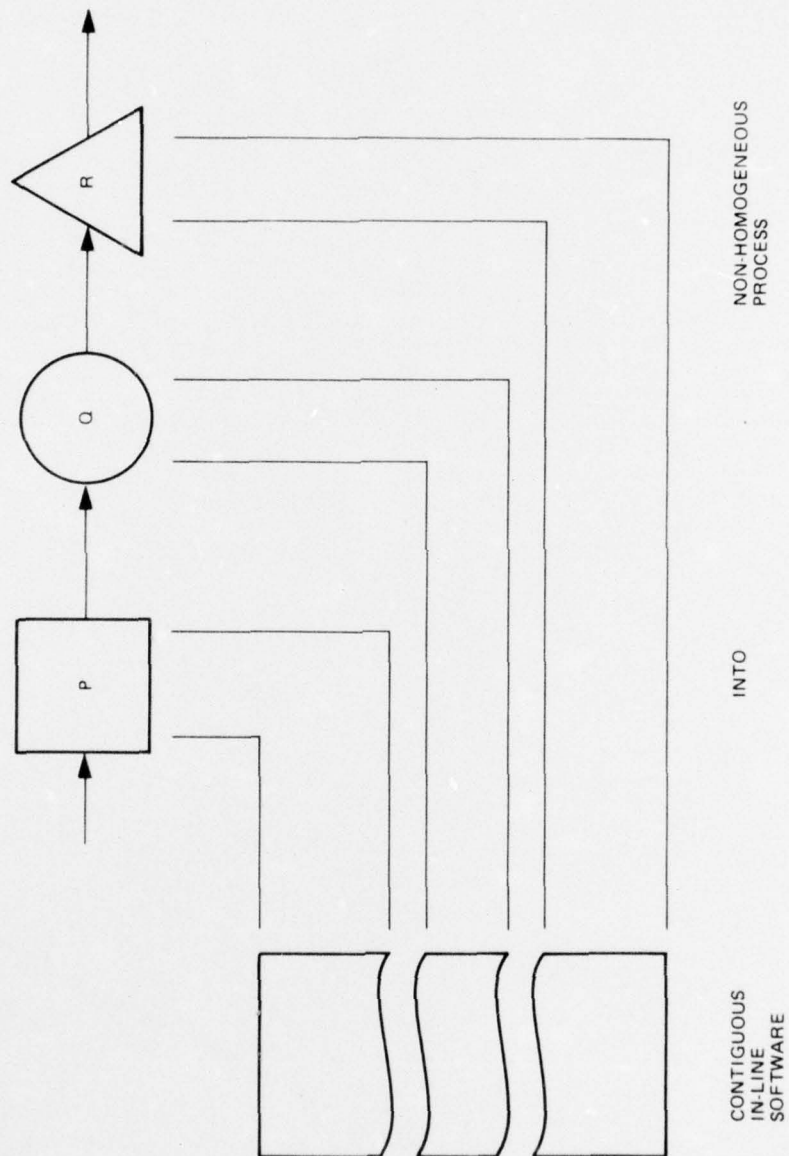 P
Q
R
CONTIGUOUS
IN-LINE
SOFTWARE
INTO
NON-HOMOGENEOUS
PROCESS